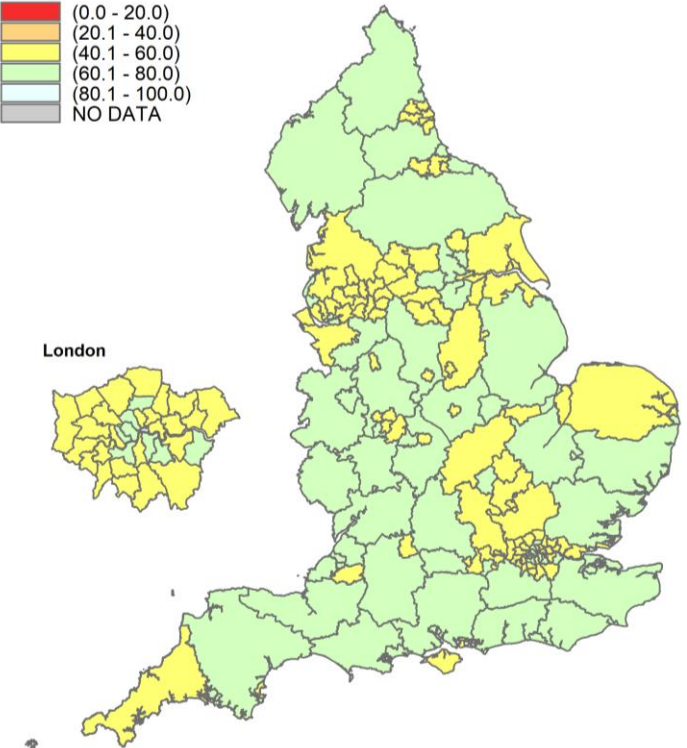 (0.0 - 20.0)
(20.1 - 40.0)
(40.1 - 60.0)
(60.1 - 80.0)
(80.1 - 100.0)
NO DATA
London